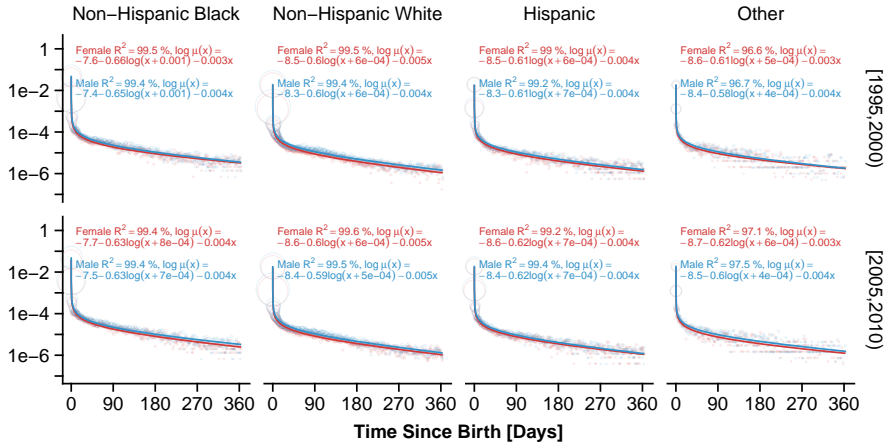 Non−Hispanic Black
Non−Hispanic White
Hispanic
Other
1
1e−2
1e−4
1e−6
Female R² = 99.5 %, log μ(x) =
−7.6−0.66log(x+0.001)−0.003x
Male R² = 99.4 %, log μ(x) =
−7.4−0.65log(x+0.001)−0.004x
Female R² = 99.5 %, log μ(x) =
−8.5−0.6log(x+6e−04)−0.005x
Male R² = 99.4 %, log μ(x) =
−8.3−0.6log(x+6e−04)−0.004x
Female R² = 99 %, log μ(x) =
−8.5−0.61log(x+6e−04)−0.004x
Male R² = 99.2 %, log μ(x) =
−8.3−0.61log(x+7e−04)−0.004x
Female R² = 96.6 %, log μ(x) =
−8.6−0.61log(x+5e−04)−0.003x
Male R² = 96.7 %, log μ(x) =
−8.4−0.58log(x+4e−04)−0.004x
[1995,2000)
1
1e−2
1e−4
1e−6
Female R² = 99.4 %, log μ(x) =
−7.7−0.63log(x+8e−04)−0.004x
Male R² = 99.4 %, log μ(x) =
−7.5−0.63log(x+7e−04)−0.004x
Female R² = 99.6 %, log μ(x) =
−8.6−0.6log(x+6e−04)−0.005x
Male R² = 99.5 %, log μ(x) =
−8.4−0.59log(x+5e−04)−0.005x
Female R² = 99.2 %, log μ(x) =
−8.6−0.62log(x+7e−04)−0.004x
Male R² = 99.4 %, log μ(x) =
−8.4−0.62log(x+7e−04)−0.004x
Female R² = 97.1 %, log μ(x) =
−8.7−0.62log(x+6e−04)−0.003x
Male R² = 97.5 %, log μ(x) =
−8.5−0.6log(x+4e−04)−0.004x
[2005,2010)
0 90 180 270 360
0 90 180 270 360
0 90 180 270 360
0 90 180 270 360
Time Since Birth [Days]